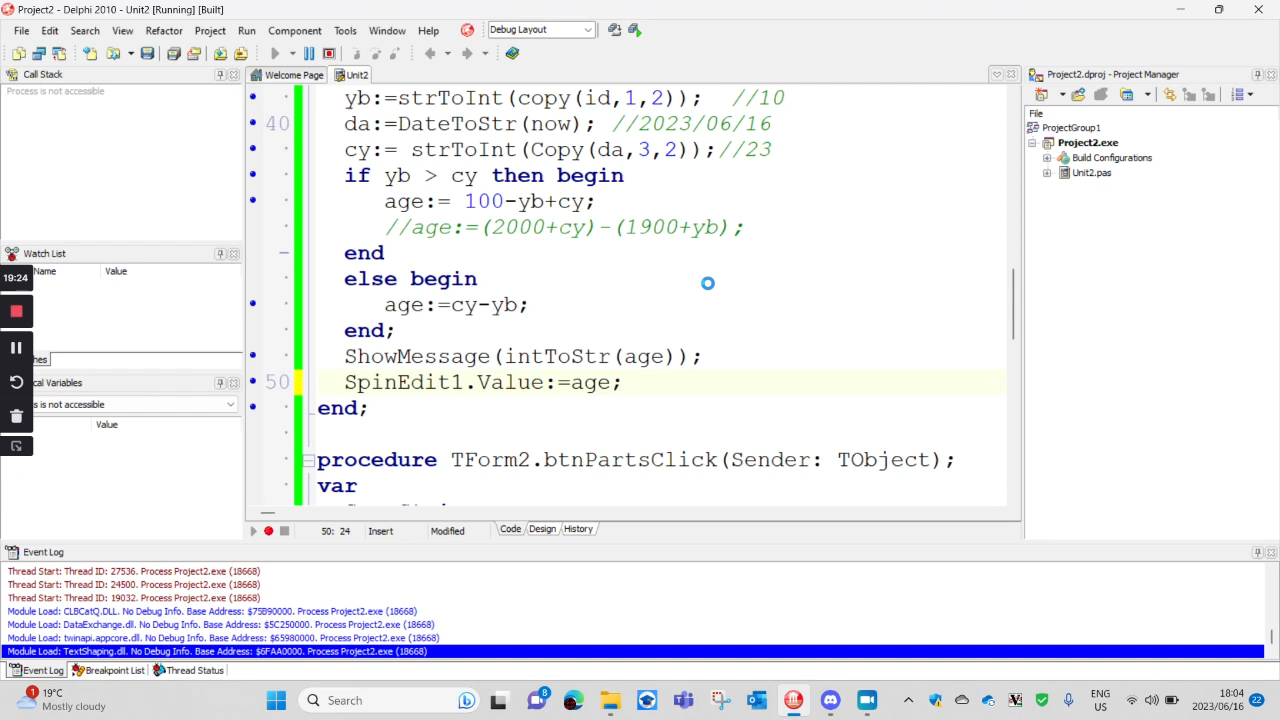 Project2 - Delphi 2010 - Unit2 [Running] [Built]
File Edit Search View Refactor Project Run Component Tools Window Help Debug Layout
Call Stack
Process is not accessible
Welcome Page Unit2
Project2.dproj - Project Manager
File
ProjectGroup1
Project2.exe
Build Configurations
Unit2.pas
yb:=strToInt(copy(id,1,2)); //10
40 da:=DateToStr(now); //2023/06/16
cy:= strToInt(Copy(da,3,2));//23
if yb > cy then begin
age:= 100-yb+cy;
//age:=(2000+cy)-(1900+yb);
end
else begin
age:=cy-yb;
end;
ShowMessage(intToStr(age));
50 SpinEdit1.Value:=age;
end;
procedure TForm2.btnPartsClick(Sender: TObject);
var
Watch List
Name Value
19:24
hes
cal Variables
s is not accessible
Value
50: 24 Insert Modified Code Design History
Event Log
Thread Start: Thread ID: 27536. Process Project2.exe (18668)
Thread Start: Thread ID: 24500. Process Project2.exe (18668)
Thread Start: Thread ID: 19032. Process Project2.exe (18668)
Module Load: CLBCatQ.DLL. No Debug Info. Base Address: $75B90000. Process Project2.exe (18668)
Module Load: DataExchange.dll. No Debug Info. Base Address: $5C250000. Process Project2.exe (18668)
Module Load: twinapi.appcore.dll. No Debug Info. Base Address: $65980000. Process Project2.exe (18668)
Module Load: TextShaping.dll. No Debug Info. Base Address: $6FAA0000. Process Project2.exe (18668)
Event Log Breakpoint List Thread Status
1 19°C
Mostly cloudy
Search
8
ENG
US
18:04
2023/06/16
22